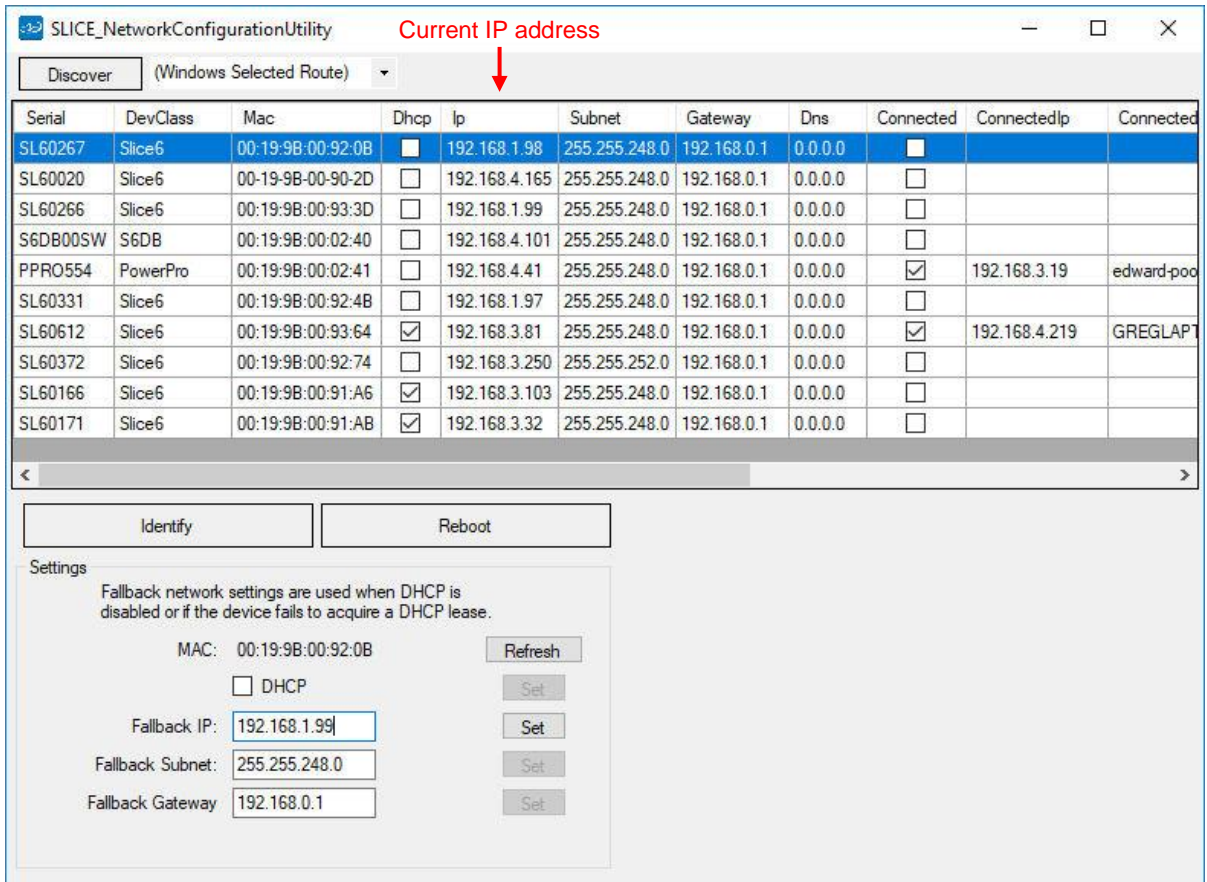 SLICE_NetworkConfigurationUtility
Current IP address
Discover (Windows Selected Route)
Serial DevClass Mac Dhcp Ip Subnet Gateway Dns Connected ConnectedIp Connected
SL60267 Slice6 00:19:9B:00:92:0B 192.168.1.98 255.255.248.0 192.168.0.1 0.0.0.0
SL60020 Slice6 00-19-9B-00-90-2D 192.168.4.165 255.255.248.0 192.168.0.1 0.0.0.0
SL60266 Slice6 00:19:9B:00:93:3D 192.168.1.99 255.255.248.0 192.168.0.1 0.0.0.0
S6DB00SW S6DB 00:19:9B:00:02:40 192.168.4.101 255.255.248.0 192.168.0.1 0.0.0.0
PPRO554 PowerPro 00:19:9B:00:02:41 192.168.4.41 255.255.248.0 192.168.0.1 0.0.0.0 192.168.3.19 edward-poo
SL60331 Slice6 00:19:9B:00:92:4B 192.168.1.97 255.255.248.0 192.168.0.1 0.0.0.0
SL60612 Slice6 00:19:9B:00:93:64 192.168.3.81 255.255.248.0 192.168.0.1 0.0.0.0 192.168.4.219 GREGLAPT
SL60372 Slice6 00:19:9B:00:92:74 192.168.3.250 255.255.252.0 192.168.0.1 0.0.0.0
SL60166 Slice6 00:19:9B:00:91:A6 192.168.3.103 255.255.248.0 192.168.0.1 0.0.0.0
SL60171 Slice6 00:19:9B:00:91:AB 192.168.3.32 255.255.248.0 192.168.0.1 0.0.0.0
Identify Reboot
Settings
Fallback network settings are used when DHCP is
disabled or if the device fails to acquire a DHCP lease.
MAC: 00:19:9B:00:92:0B Refresh
DHCP Set
Fallback IP: 192.168.1.99 Set
Fallback Subnet: 255.255.248.0 Set
Fallback Gateway 192.168.0.1 Set